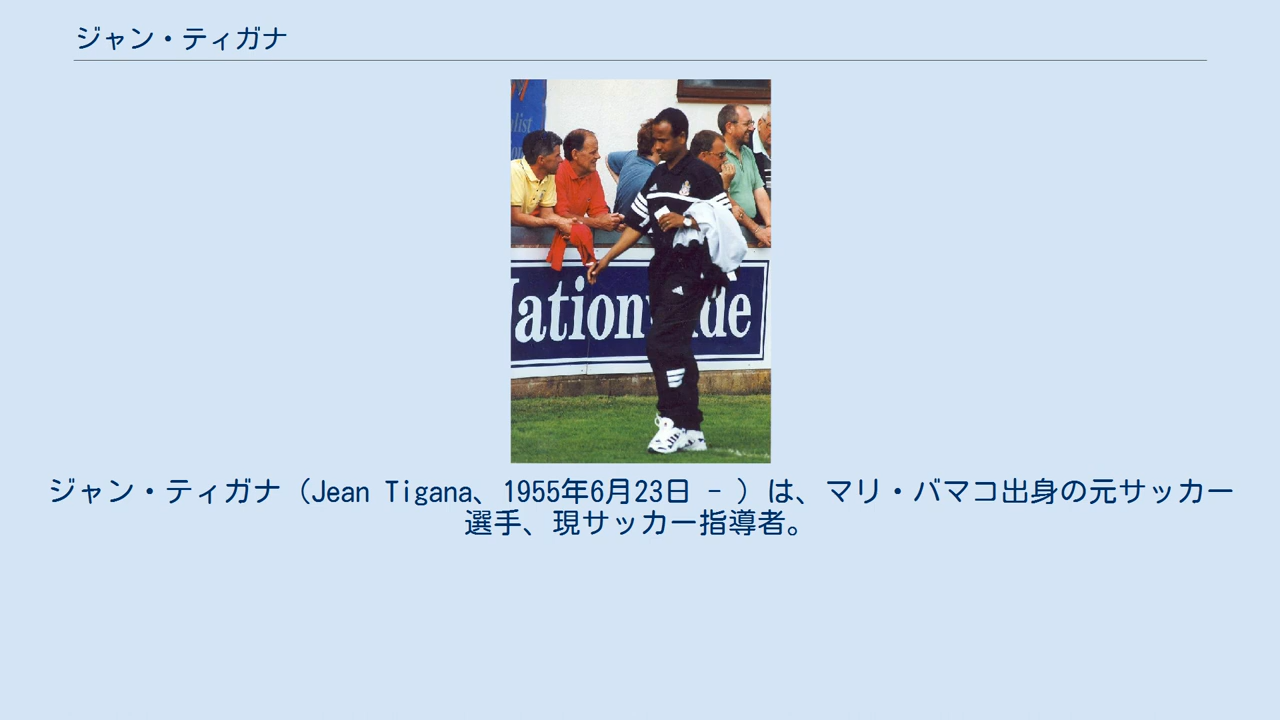 ジャン・ティガナ
alist
Nationwide
ジャン・ティガナ（Jean Tigana、1955年6月23日 - ）は、マリ・バマコ出身の元サッカー
選手、現サッカー指導者。